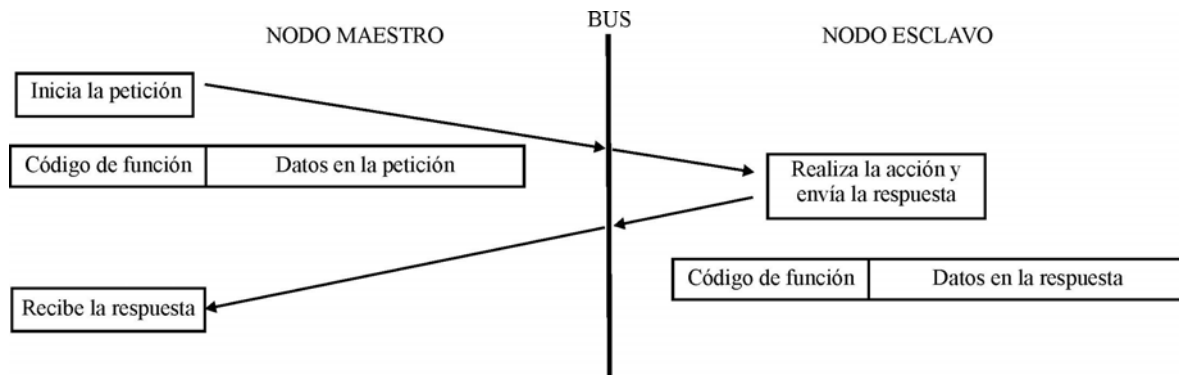 BUS
NODO MAESTRO
NODO ESCLAVO
Inicia la petición
Código de función
Datos en la petición
Realiza la acción y
envía la respuesta
Código de función
Datos en la respuesta
Recibe la respuesta